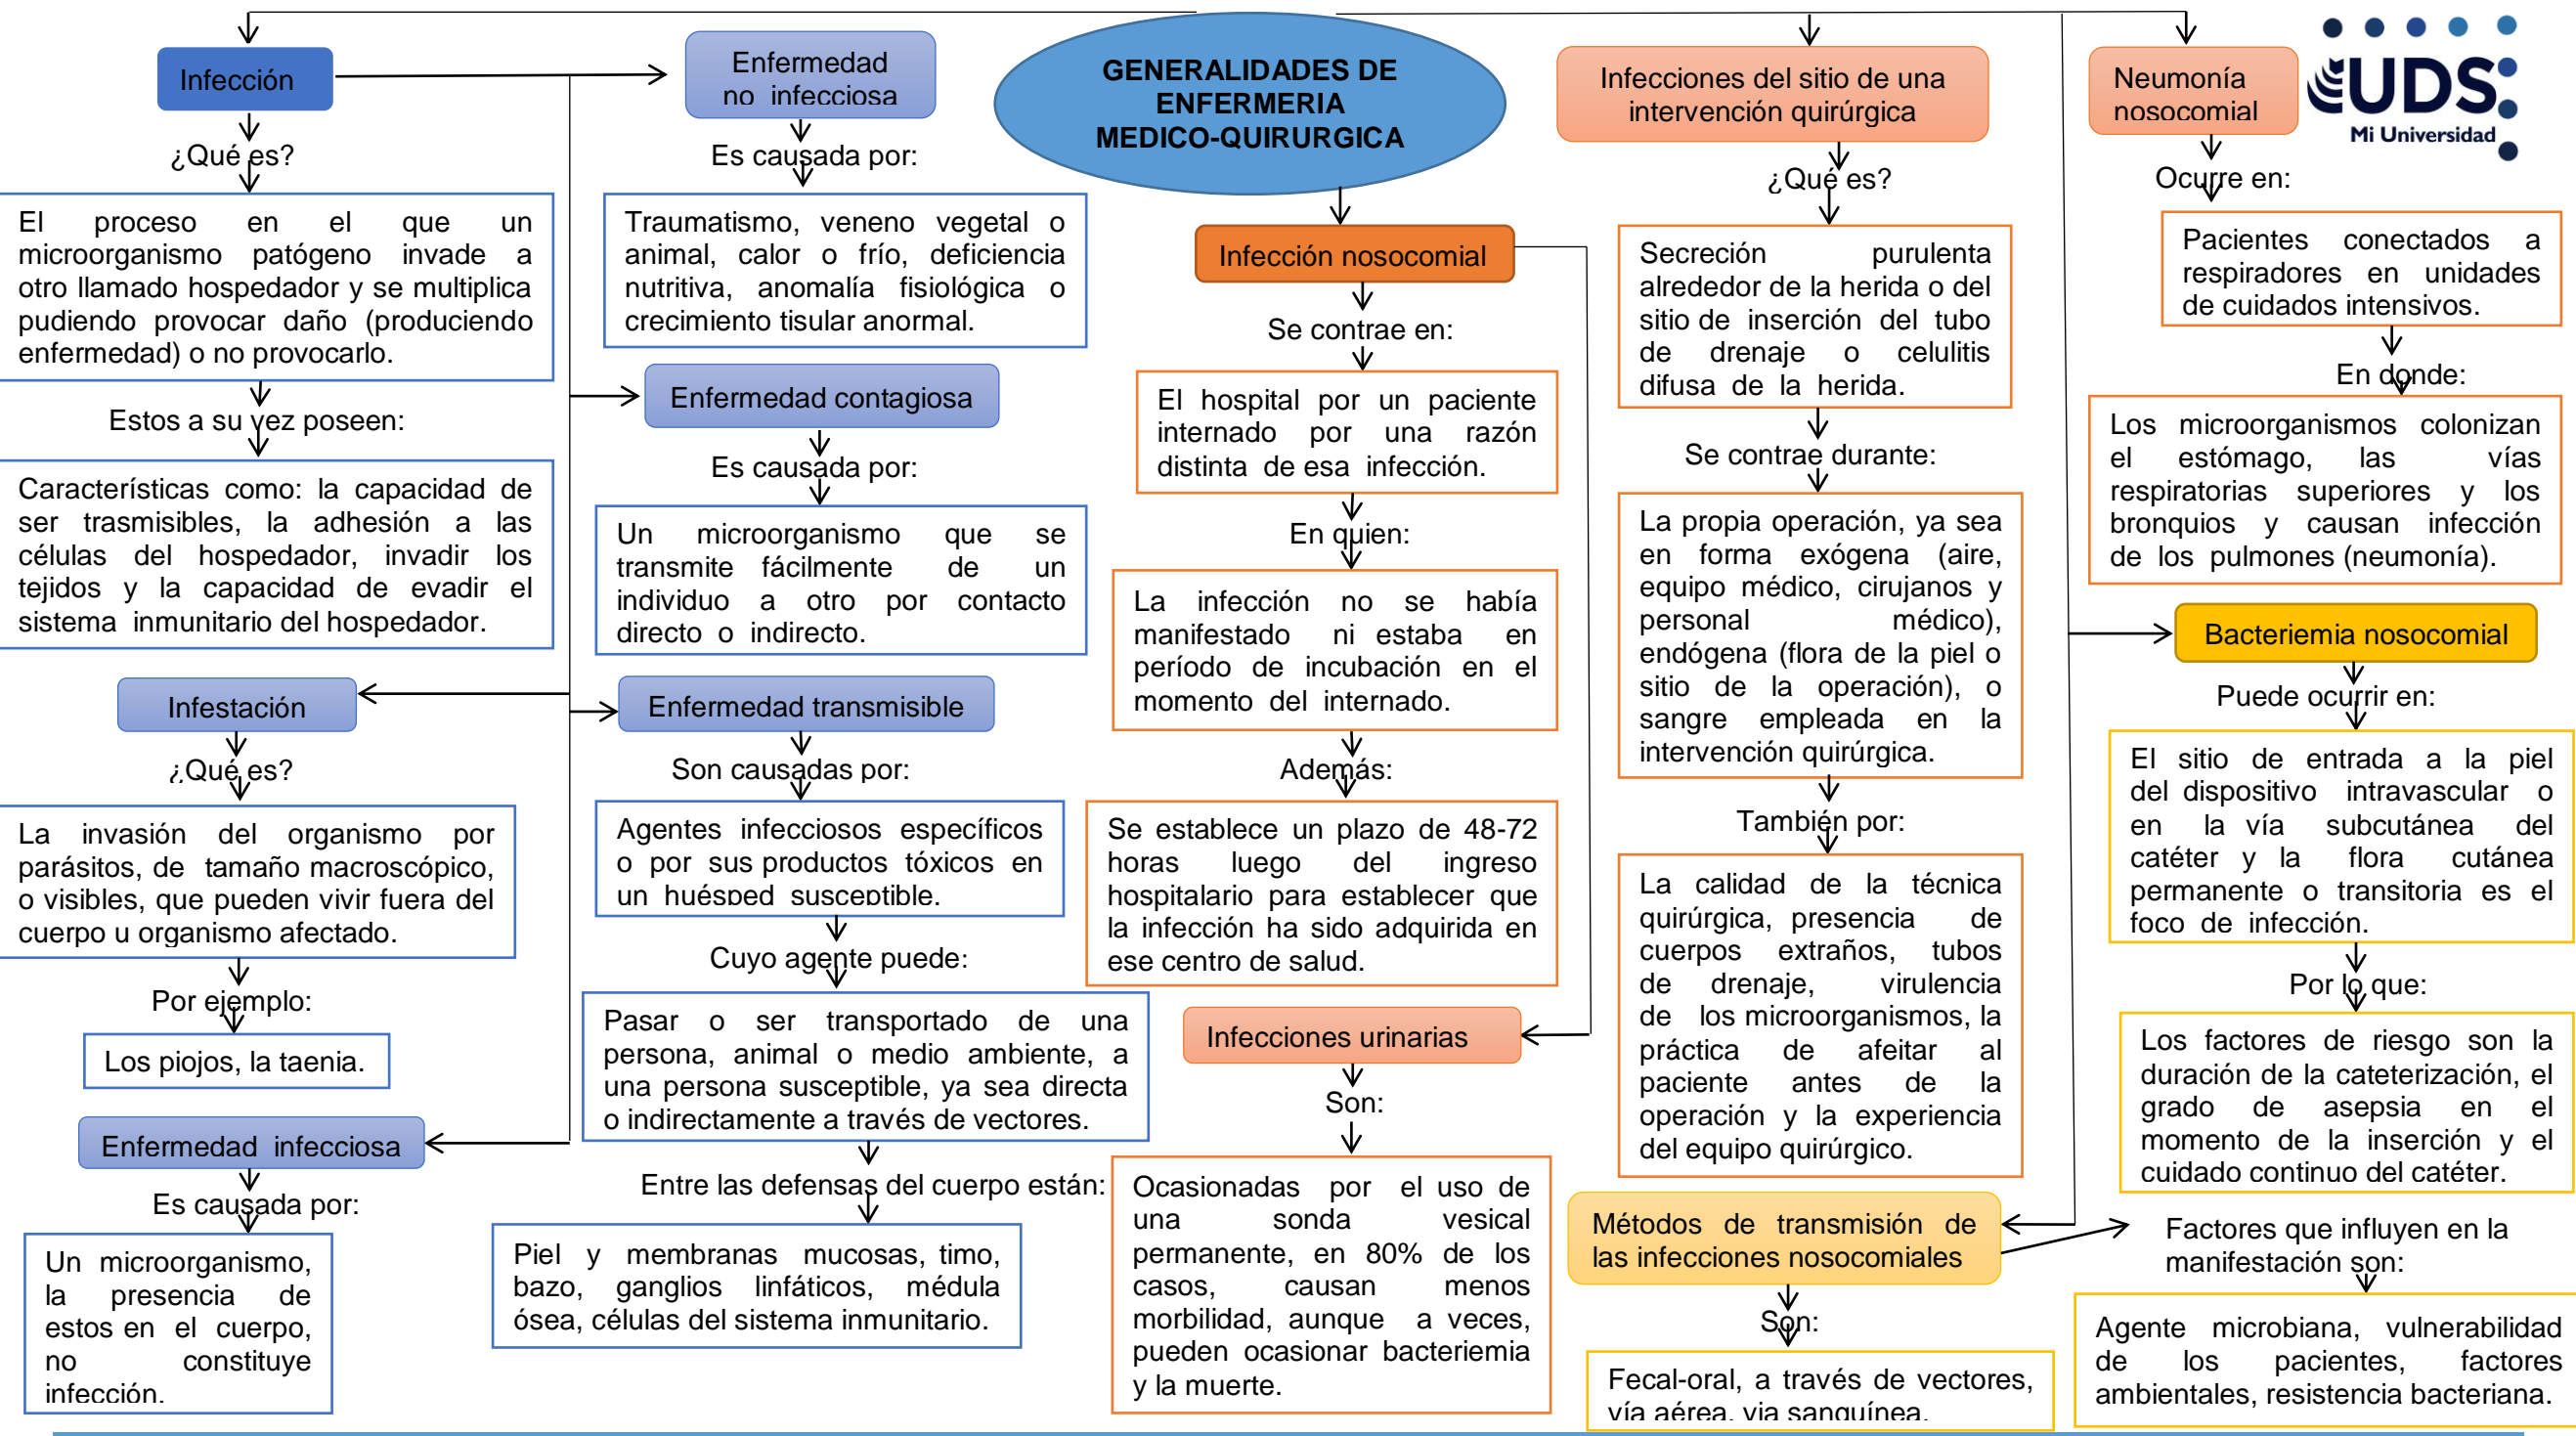 GENERALIDADES DE
ENFERMERIA
MEDICO-QUIRURGICA
UDS
Mi Universidad
Infección
¿Qué es?
El proceso en el que un
microorganismo patógeno invade a
otro llamado hospedador y se multiplica
pudiendo provocar daño (produciendo
enfermedad) o no provocarlo.
Estos a su vez poseen:
Características como: la capacidad de
ser trasmisibles, la adhesión a las
células del hospedador, invadir los
tejidos y la capacidad de evadir el
sistema inmunitario del hospedador.
Infestación
¿Qué es?
La invasión del organismo por
parásitos, de tamaño macroscópico,
o visibles, que pueden vivir fuera del
cuerpo u organismo afectado.
Por ejemplo:
Los piojos, la taenia.
Enfermedad infecciosa
Es causada por:
Un microorganismo,
la presencia de
estos en el cuerpo,
no constituye
infección.
Enfermedad
no infecciosa
Es causada por:
Traumatismo, veneno vegetal o
animal, calor o frío, deficiencia
nutritiva, anomalía fisiológica o
crecimiento tisular anormal.
Enfermedad contagiosa
Es causada por:
Un microorganismo que se
transmite fácilmente de un
individuo a otro por contacto
directo o indirecto.
Enfermedad transmisible
Son causadas por:
Agentes infecciosos específicos
o por sus productos tóxicos en
un huésped susceptible.
Cuyo agente puede:
Pasar o ser transportado de una
persona, animal o medio ambiente, a
una persona susceptible, ya sea directa
o indirectamente a través de vectores.
Entre las defensas del cuerpo están:
Piel y membranas mucosas, timo,
bazo, ganglios linfáticos, médula
ósea, células del sistema inmunitario.
Infección nosocomial
Se contrae en:
El hospital por un paciente
internado por una razón
distinta de esa infección.
En quien:
La infección no se había
manifestado ni estaba en
período de incubación en el
momento del internado.
Además:
Se establece un plazo de 48-72
horas luego del ingreso
hospitalario para establecer que
la infección ha sido adquirida en
ese centro de salud.
Infecciones urinarias
Son:
Ocasionadas por el uso de
una sonda vesical
permanente, en 80% de los
casos, causan menos
morbilidad, aunque a veces,
pueden ocasionar bacteriemia
y la muerte.
Infecciones del sitio de una
intervención quirúrgica
¿Qué es?
Secreción purulenta
alrededor de la herida o del
sitio de inserción del tubo
de drenaje o celulitis
difusa de la herida.
Se contrae durante:
La propia operación, ya sea
en forma exógena (aire,
equipo médico, cirujanos y
personal médico),
endógena (flora de la piel o
sitio de la operación), o
sangre empleada en la
intervención quirúrgica.
También por:
La calidad de la técnica
quirúrgica, presencia de
cuerpos extraños, tubos
de drenaje, virulencia
de los microorganismos, la
práctica de afeitar al
paciente antes de la
operación y la experiencia
del equipo quirúrgico.
Métodos de transmisión de
las infecciones nosocomiales
Son:
Fecal-oral, a través de vectores,
vía aérea, via sanguínea.
Neumonía
nosocomial
Ocurre en:
Pacientes conectados a
respiradores en unidades
de cuidados intensivos.
En donde:
Los microorganismos colonizan
el estómago, las vías
respiratorias superiores y los
bronquios y causan infección
de los pulmones (neumonía).
Bacteriemia nosocomial
Puede ocurrir en:
El sitio de entrada a la piel
del dispositivo intravascular o
en la vía subcutánea del
catéter y la flora cutánea
permanente o transitoria es el
foco de infección.
Por lo que:
Los factores de riesgo son la
duración de la cateterización, el
grado de asepsia en el
momento de la inserción y el
cuidado continuo del catéter.
Factores que influyen en la
manifestación son:
Agente microbiana, vulnerabilidad
de los pacientes, factores
ambientales, resistencia bacteriana.